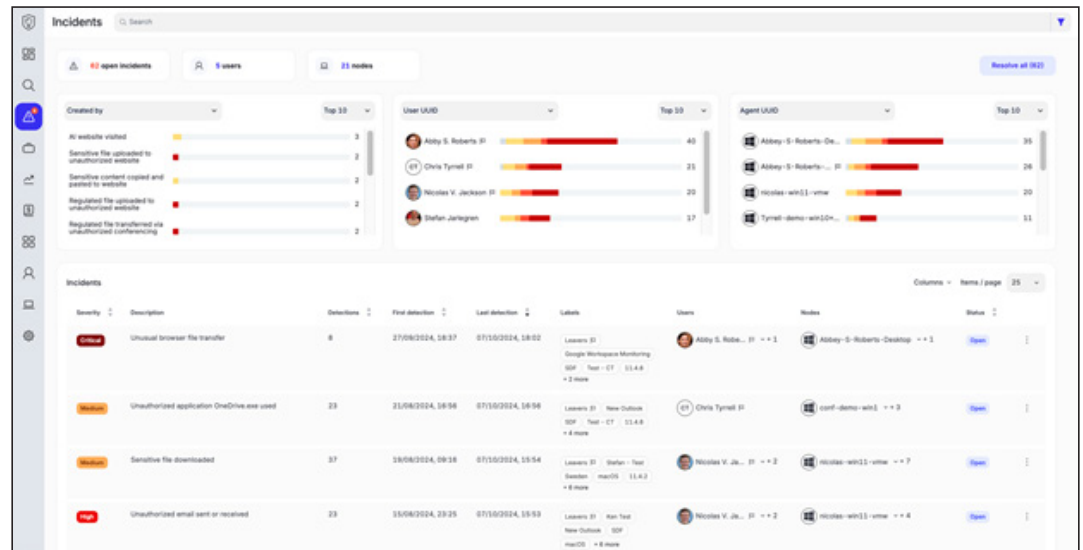 Incidents
Search
62 open incidents
5 users
21 nodes
Resolve all (62)
Created by
Top 10
AI website visited
3
Sensitive file uploaded to
unauthorized website
2
Sensitive content copied and
pasted to website
2
Regulated file uploaded to
unauthorized website
2
Regulated file transferred via
unauthorized conferencing
2
User UUID
Top 10
Abby S. Roberts
40
CT Chris Tyrrell
21
Nicolas V. Jackson
20
Stefan Jarlegren
17
Agent UUID
Top 10
Abbey-S-Roberts-De...
35
Abbey-S-Roberts-...
26
nicolas-win11-vmw
20
Tyrrell-demo-win10+...
11
Incidents
Columns
Items / page
25
Severity
Description
Detections
First detection
Last detection
Labels
Users
Nodes
Status
Critical
Unusual browser file transfer
8
27/09/2024, 18:37
07/10/2024, 18:02
Leavers
Google Workspace Monitoring
SDF
Test - CT
11.4.8
+ 2 more
Abby S. Robe...
+ 1
Abbey-S-Roberts-Desktop
+ 1
Open
Medium
Unauthorized application OneDrive.exe used
23
21/08/2024, 16:56
07/10/2024, 16:56
Leavers
New Outlook
SDF
Test - CT
11.4.8
+ 4 more
CT Chris Tyrrell
conf-demo-win1
+ 3
Open
Medium
Sensitive file downloaded
37
19/08/2024, 09:16
07/10/2024, 15:54
Leavers
Stefan - Test
Sweden
macOS
11.4.2
+ 8 more
Nicolas V. Ja...
+ 2
nicolas-win11-vmw
+ 7
Open
High
Unauthorized email sent or received
23
15/08/2024, 23:25
07/10/2024, 15:53
Leavers
Ken Test
New Outlook
SDF
macOS
+ 8 more
Nicolas V. Ja...
+ 2
nicolas-win11-vmw
+ 4
Open